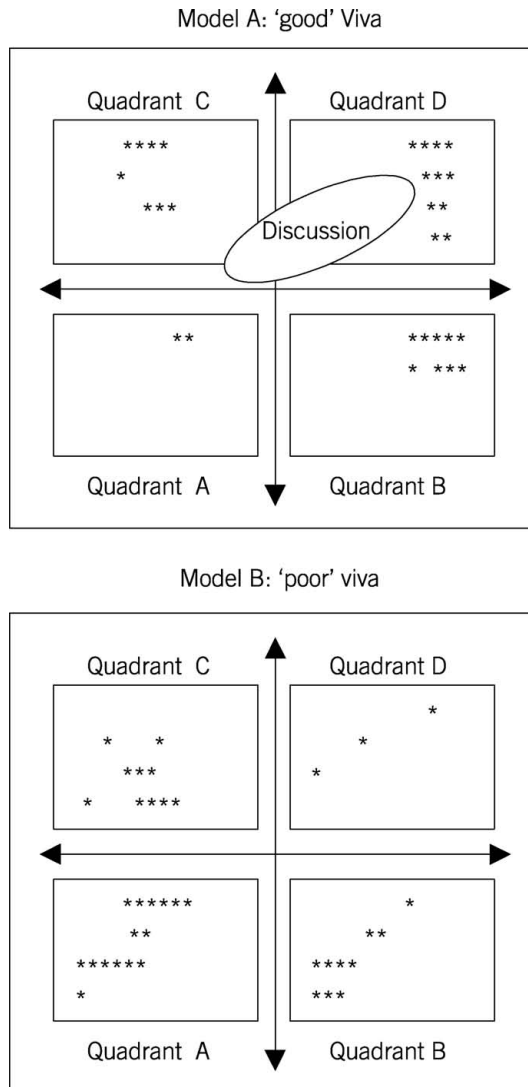 Model A: ‘good’ Viva
Quadrant C Quadrant D
**** ****
* ***
*** **
**
Discussion
** *****
* ***
Quadrant A Quadrant B
Model B: ‘poor’ viva
Quadrant C Quadrant D
*
* * *
*** *
* ****
****** *
** **
****** ****
* ***
Quadrant A Quadrant B